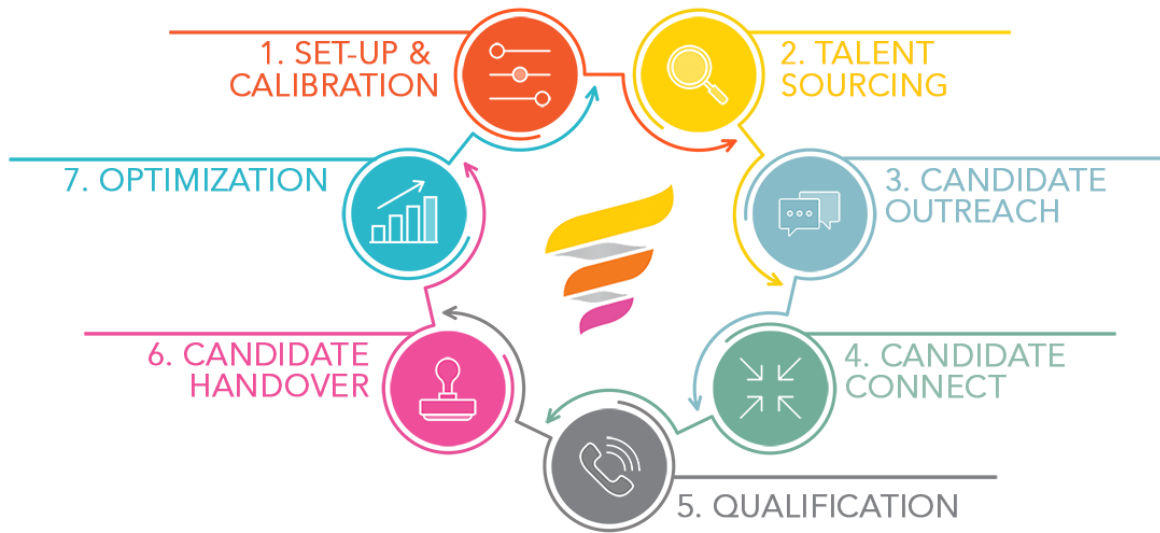 1. SET-UP &
CALIBRATION
2. TALENT
SOURCING
3. CANDIDATE
OUTREACH
4. CANDIDATE
CONNECT
5. QUALIFICATION
6. CANDIDATE
HANDOVER
7. OPTIMIZATION